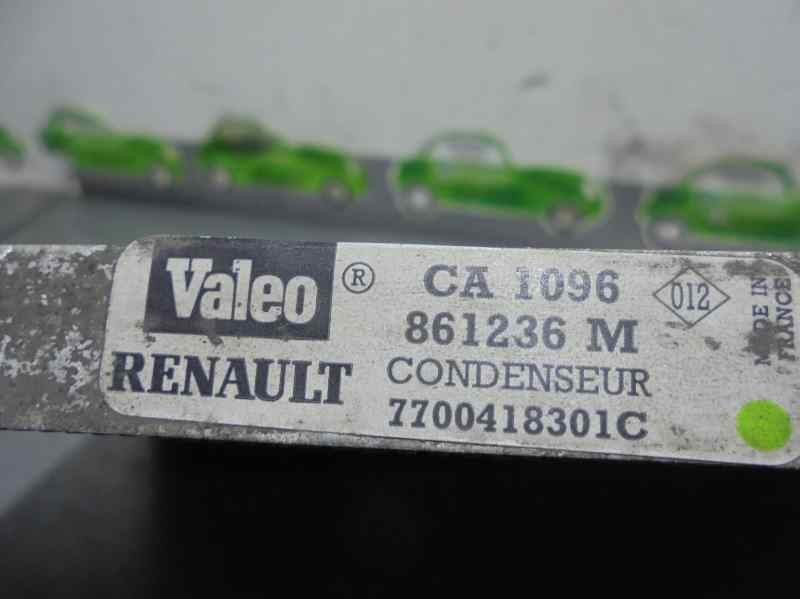 Valeo ® CA 1096 012
861236 M
RENAULT CONDENSEUR
7700418301C
MADE IN
FRANCE